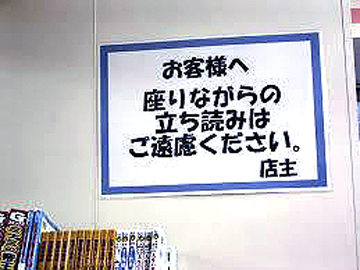 お客様へ
座りながらの
立ち読みは
ご遠慮ください。
店主